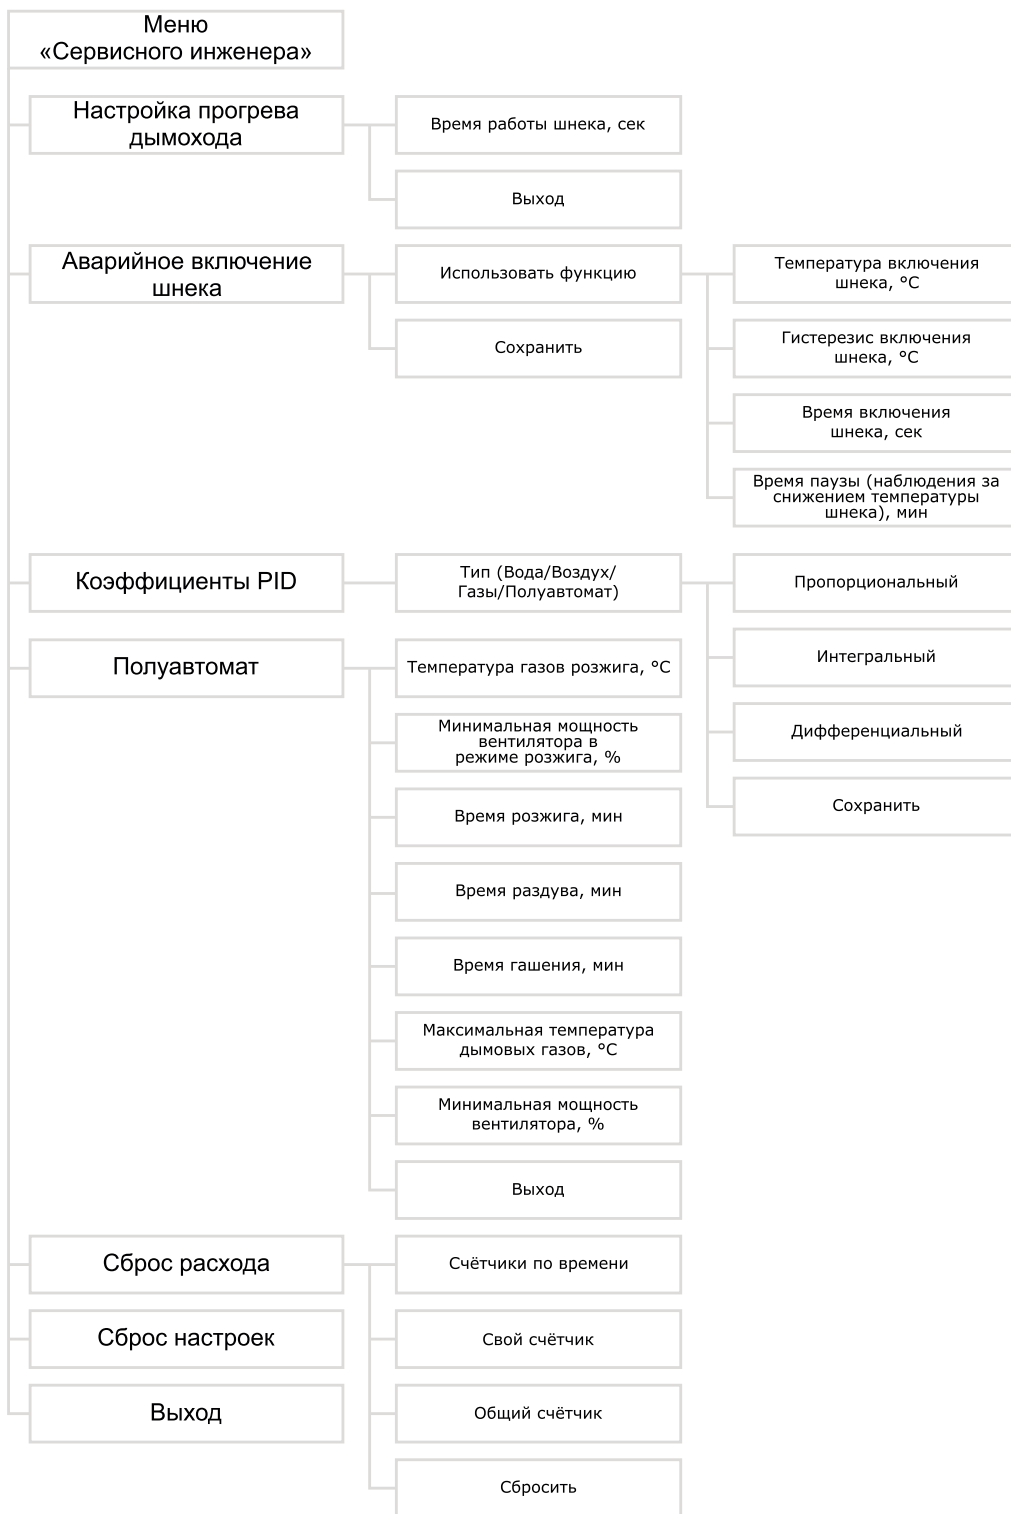 Меню
«Сервисного инженера»
Настройка прогрева
дымохода
Время работы шнека, сек
Выход
Аварийное включение
шнека
Использовать функцию
Температура включения
шнека, °С
Гистерезис включения
шнека, °С
Время включения
шнека, сек
Время паузы (наблюдения за
снижением температуры
шнека), мин
Сохранить
Коэффициенты PID
Тип (Вода/Воздух/
Газы/Полуавтомат)
Пропорциональный
Интегральный
Дифференциальный
Сохранить
Полуавтомат
Температура газов розжига, °С
Минимальная мощность
вентилятора в
режиме розжига, %
Время розжига, мин
Время раздува, мин
Время гашения, мин
Максимальная температура
дымовых газов, °С
Минимальная мощность
вентилятора, %
Выход
Сброс расхода
Счётчики по времени
Свой счётчик
Общий счётчик
Сбросить
Сброс настроек
Выход